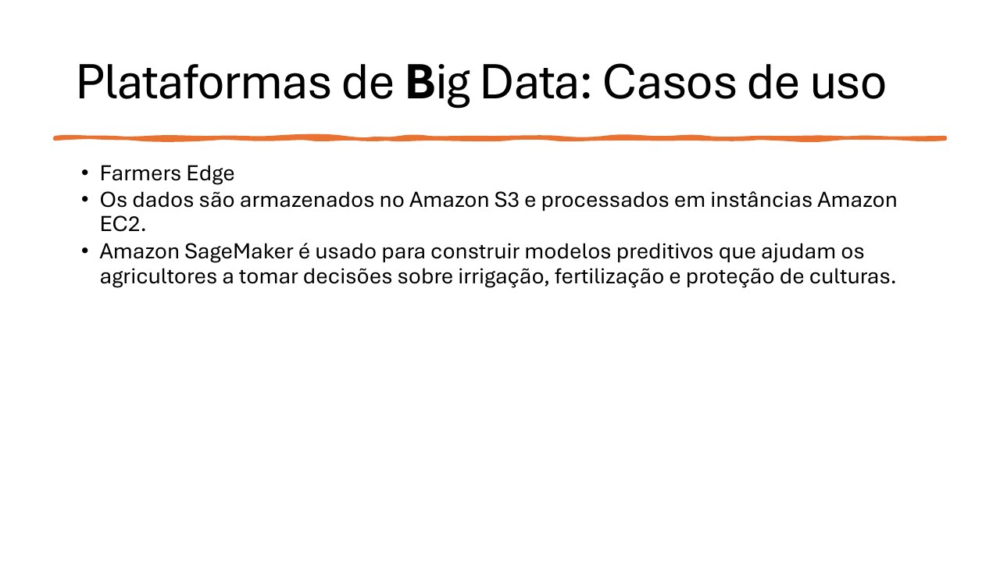 Plataformas de Big Data: Casos de uso
• Farmers Edge
• Os dados são armazenados no Amazon S3 e processados em instâncias Amazon
EC2.
• Amazon SageMaker é usado para construir modelos preditivos que ajudam os
agricultores a tomar decisões sobre irrigação, fertilização e proteção de culturas.